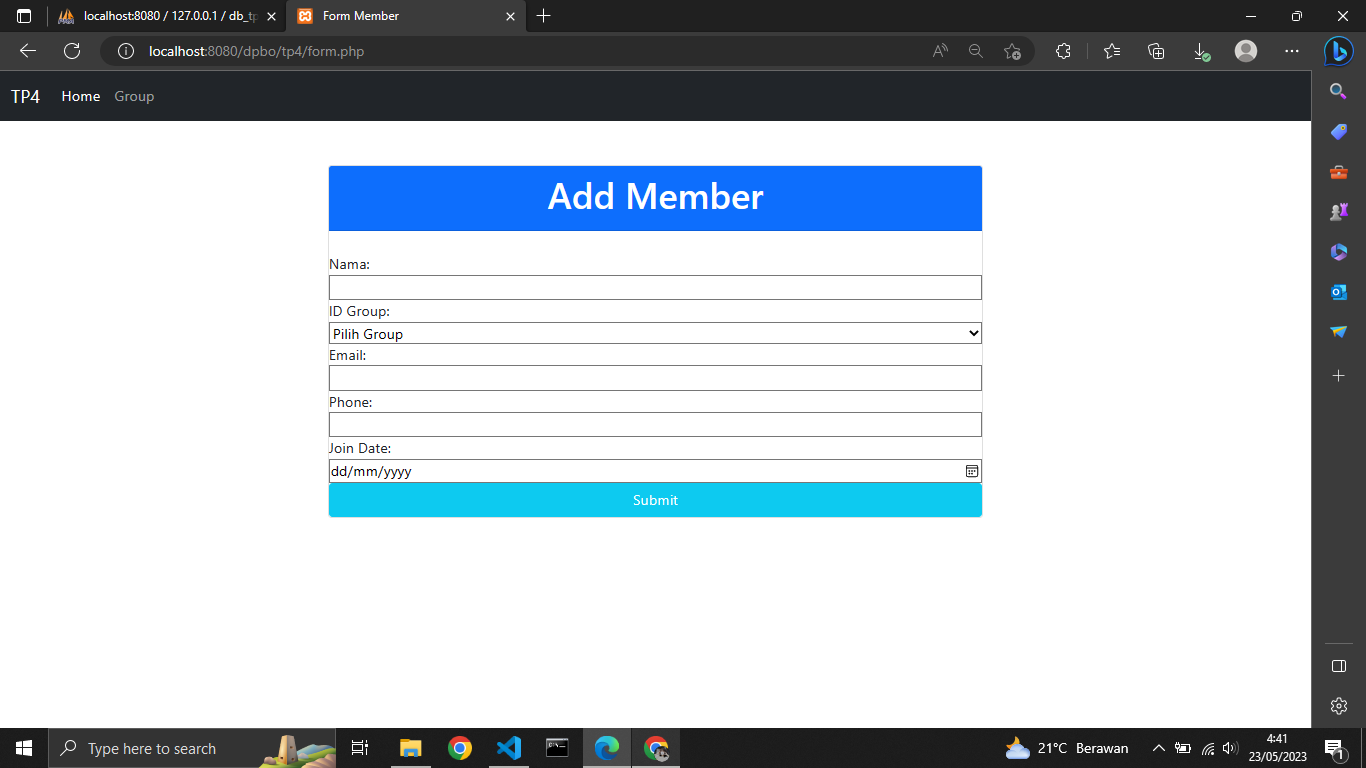 localhost:8080 / 127.0.0.1 / db_tp
Form Member
localhost:8080/dpbo/tp4/form.php
TP4 Home Group
Add Member
Nama:
ID Group:
Pilih Group
Email:
Phone:
Join Date:
dd/mm/yyyy
Submit
Type here to search
21°C Berawan
4:41
23/05/2023
1